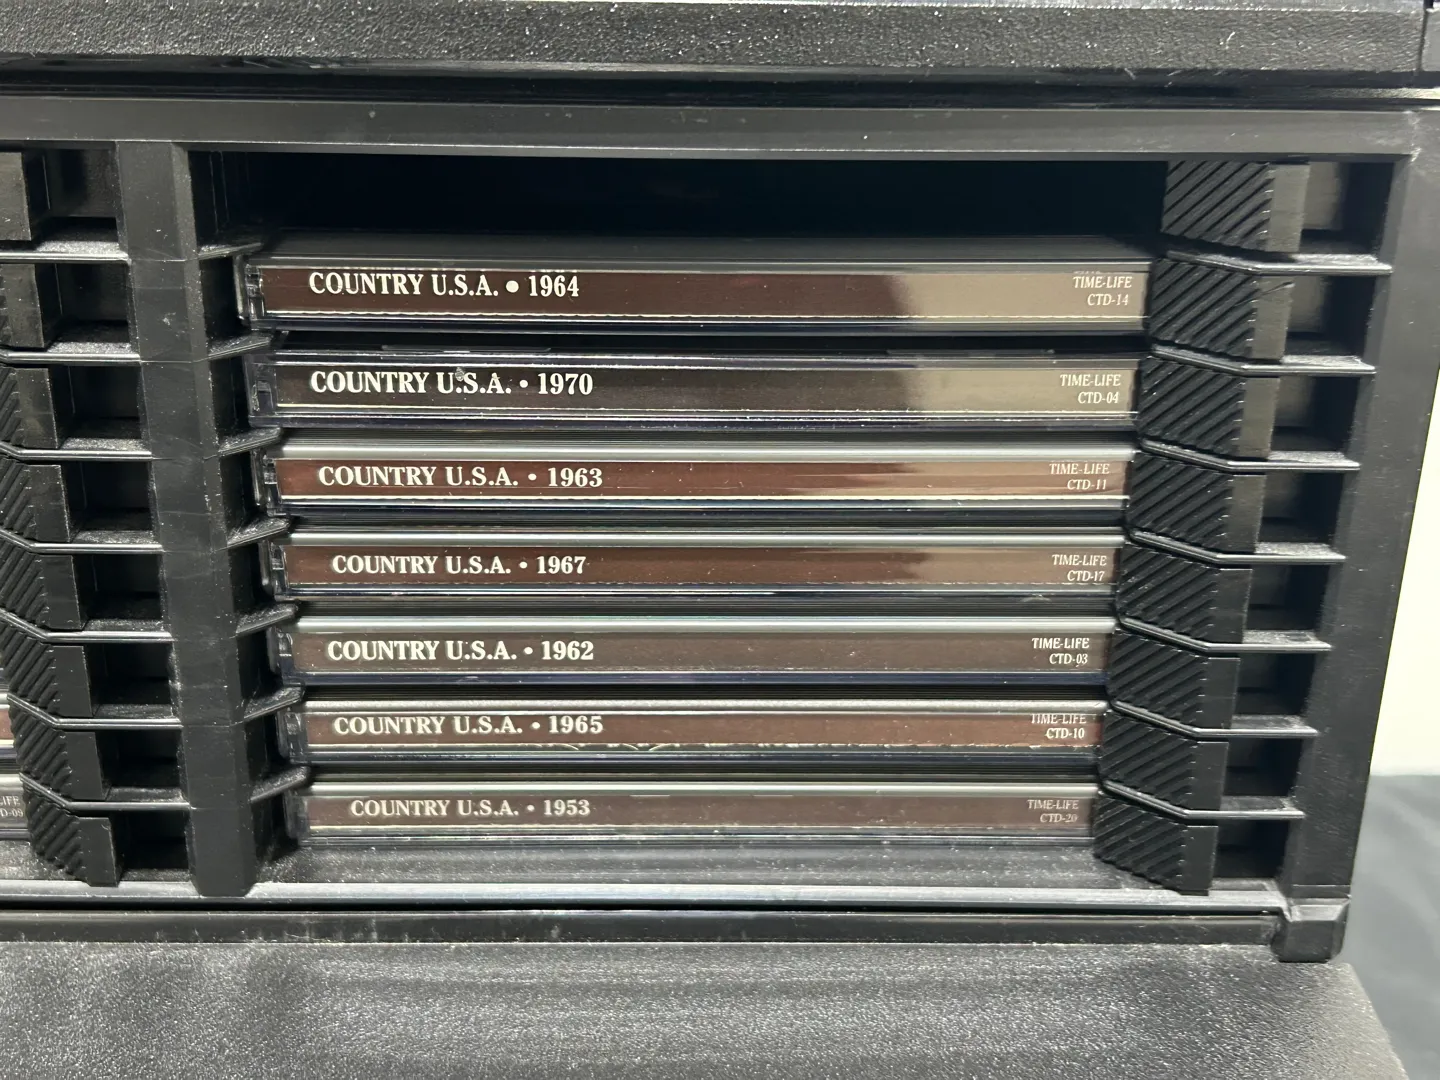 COUNTRY U.S.A. • 1964
TIME-LIFE
CTD-14
COUNTRY U.S.A. • 1970
TIME-LIFE
CTD-04
COUNTRY U.S.A. • 1963
TIME-LIFE
CTD-11
COUNTRY U.S.A. • 1967
TIME-LIFE
CTD-17
COUNTRY U.S.A. • 1962
TIME-LIFE
CTD-03
COUNTRY U.S.A. • 1965
TIME-LIFE
CTD-10
COUNTRY U.S.A. • 1953
TIME-LIFE
CTD-20